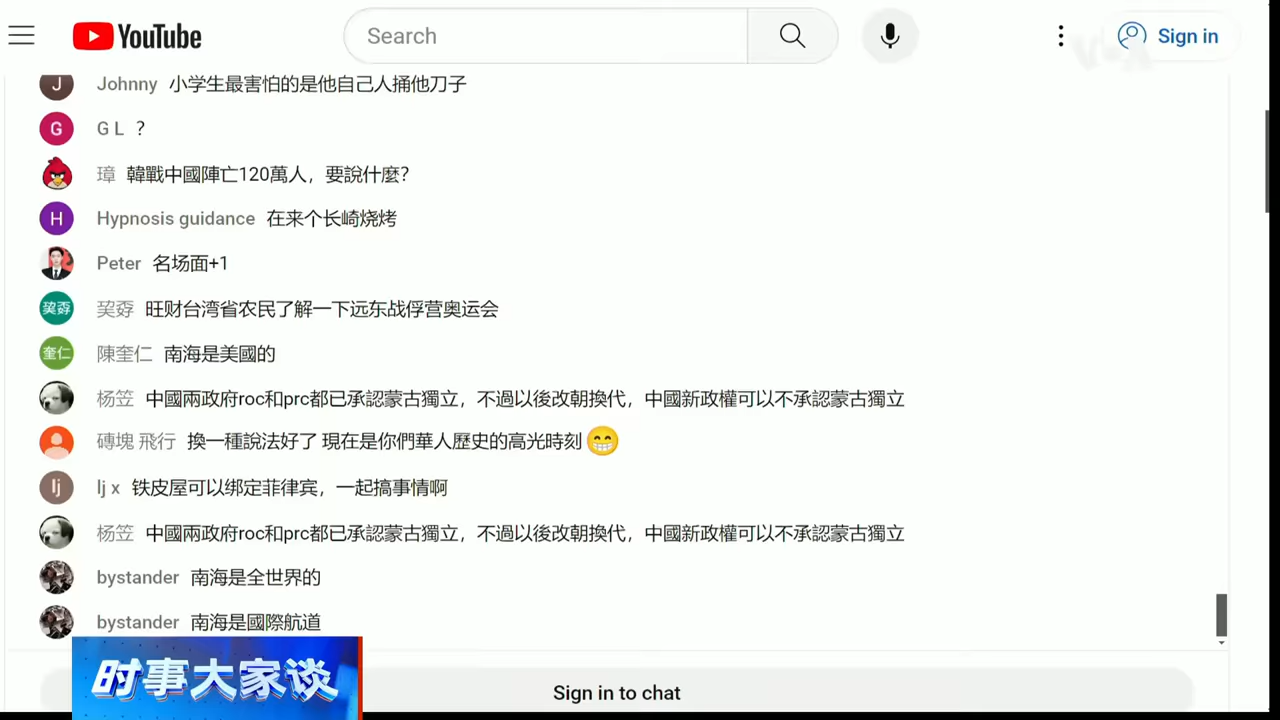 YouTube
Search
Sign in
VOA
J
Johnny 小学生最害怕的是他自己人捅他刀子
G
G L ?
璋 韓戰中國陣亡120萬人，要說什麼?
H
Hypnosis guidance 在来个长崎烧烤
Peter 名场面+1
旺财台湾省农民了解一下远东战俘营奥运会
奎仁
陳奎仁 南海是美國的
杨笠 中國兩政府roc和prc都已承認蒙古獨立，不過以後改朝換代，中國新政權可以不承認蒙古獨立
磚塊 飛行 換一種說法好了 現在是你們華人歷史的高光時刻
lj
lj x 铁皮屋可以绑定菲律宾，一起搞事情啊
杨笠 中國兩政府roc和prc都已承認蒙古獨立，不過以後改朝換代，中國新政權可以不承認蒙古獨立
bystander 南海是全世界的
bystander 南海是國際航道
时事大家谈
Sign in to chat